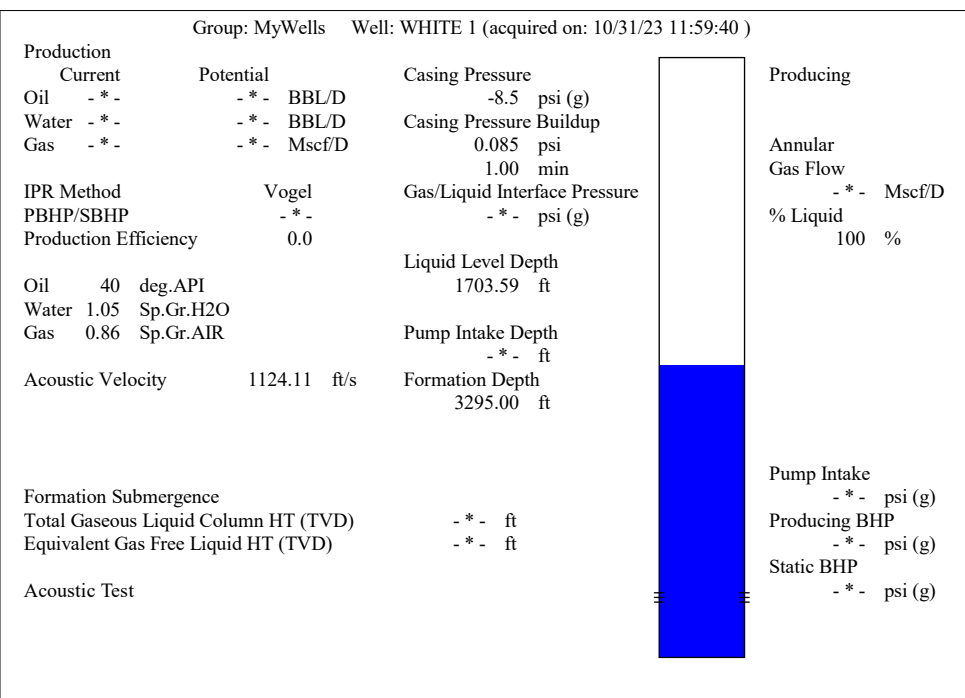 Group: MyWells Well: WHITE 1 (acquired on: 10/31/23 11:59:40 )
Production
Current Potential
Oil - * - - * - BBL/D
Water - * - - * - BBL/D
Gas - * - - * - Mscf/D
IPR Method Vogel
PBHP/SBHP - * -
Production Efficiency 0.0
Oil 40 deg.API
Water 1.05 Sp.Gr.H2O
Gas 0.86 Sp.Gr.AIR
Acoustic Velocity 1124.11 ft/s
Formation Submergence
Total Gaseous Liquid Column HT (TVD) - * - ft
Equivalent Gas Free Liquid HT (TVD) - * - ft
Acoustic Test
Casing Pressure
-8.5 psi (g)
Casing Pressure Buildup
0.085 psi
1.00 min
Gas/Liquid Interface Pressure
- * - psi (g)
Liquid Level Depth
1703.59 ft
Pump Intake Depth
- * - ft
Formation Depth
3295.00 ft
Producing
Annular
Gas Flow
- * - Mscf/D
% Liquid
100 %
Pump Intake
- * - psi (g)
Producing BHP
- * - psi (g)
Static BHP
- * - psi (g)